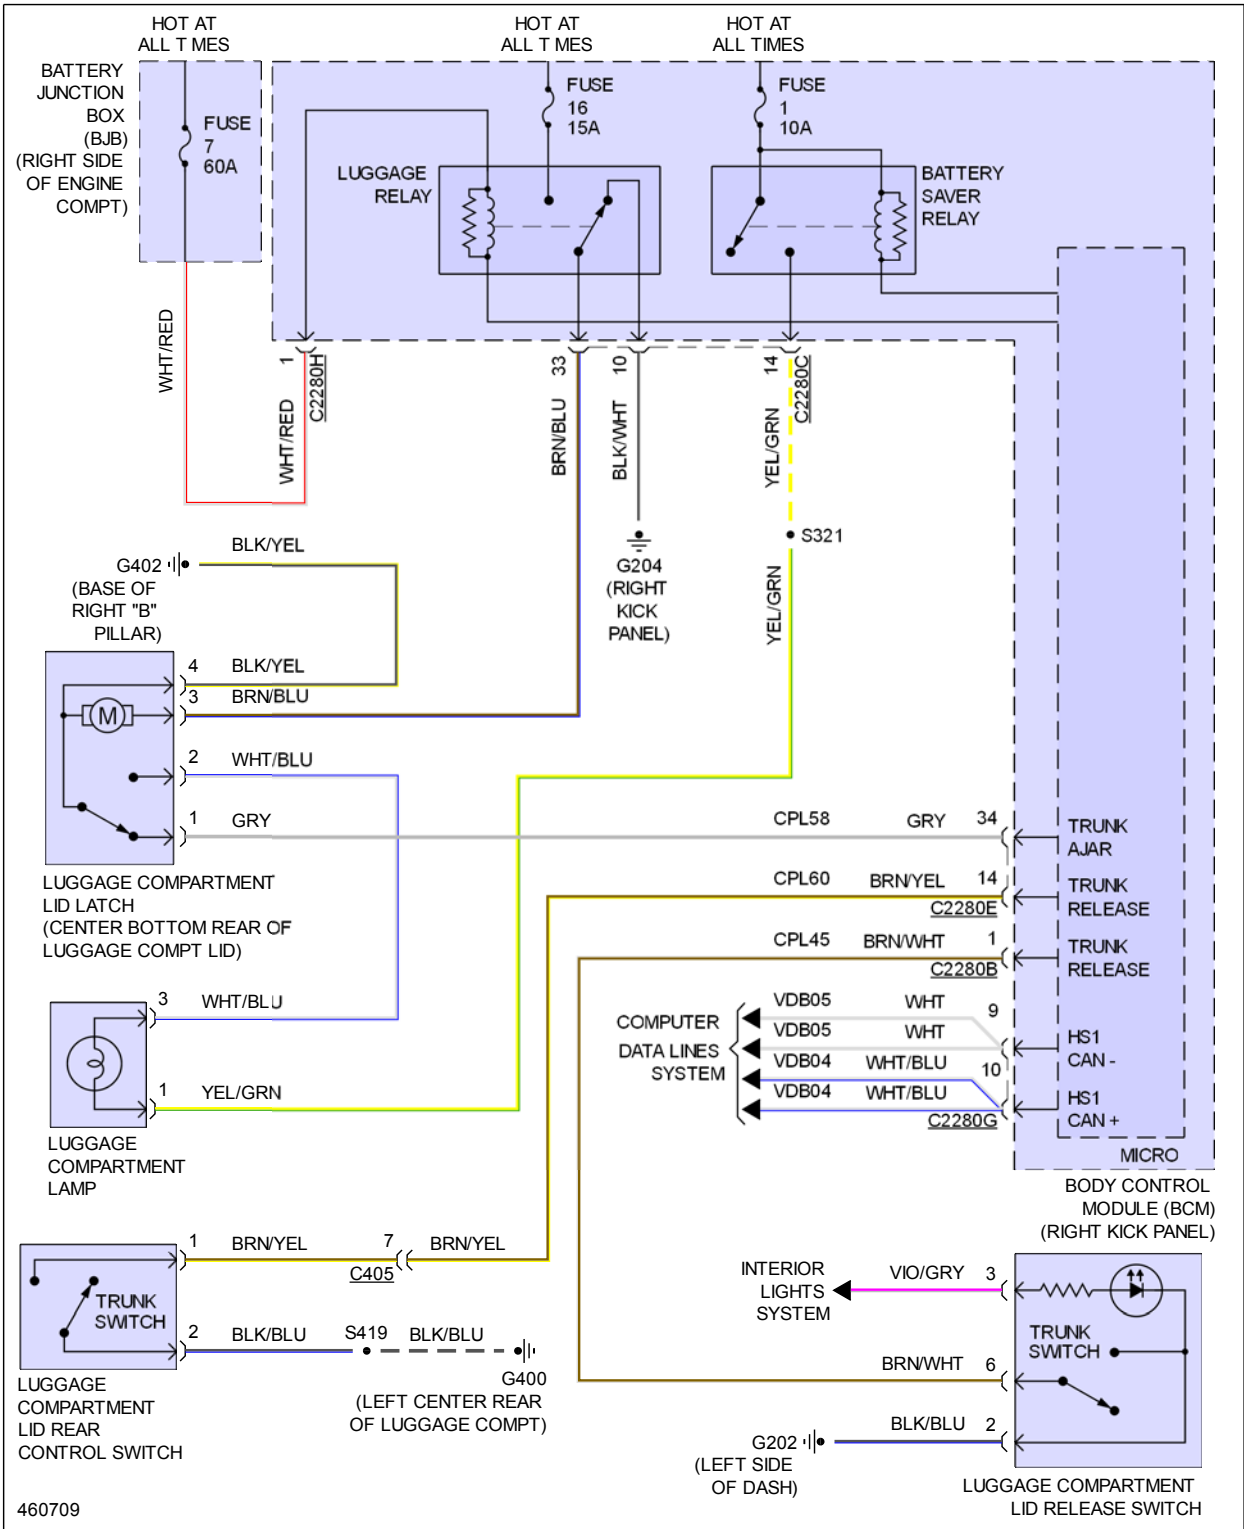 HOT AT
ALL TIMES
HOT AT
ALL TIMES
HOT AT
ALL TIMES
BATTERY
JUNCTION
BOX
(BJB)
(RIGHT SIDE
OF ENGINE
COMPT)
FUSE
7
60A
FUSE
16
15A
FUSE
1
10A
LUGGAGE
RELAY
BATTERY
SAVER
RELAY
WHT/RED
1
C2280H
WHT/RED
33
BRN/BLU
10
BLK/WHT
14
C2280C
YEL/GRN
S321
YEL/GRN
G204
(RIGHT
KICK
PANEL)
G402
(BASE OF
RIGHT "B"
PILLAR)
BLK/YEL
4 BLK/YEL
3 BRN/BLU
M
2 WHT/BLU
1 GRY
CPL58 GRY 34
TRUNK
AJAR
LUGGAGE COMPARTMENT
LID LATCH
(CENTER BOTTOM REAR OF
LUGGAGE COMPT LID)
CPL60 BRN/YEL 14
C2280E
TRUNK
RELEASE
CPL45 BRN/WHT 1
C2280B
TRUNK
RELEASE
3 WHT/BLU
1 YEL/GRN
LUGGAGE
COMPARTMENT
LAMP
COMPUTER
DATA LINES
SYSTEM
VDB05 WHT 9
VDB05 WHT
HS1
CAN -
VDB04 WHT/BLU 10
VDB04 WHT/BLU
C2280G
HS1
CAN +
MICRO
BODY CONTROL
MODULE (BCM)
(RIGHT KICK PANEL)
1 BRN/YEL 7 BRN/YEL
C405
TRUNK
SWITCH
2 BLK/BLU S419 BLK/BLU
G400
(LEFT CENTER REAR
OF LUGGAGE COMPT)
LUGGAGE
COMPARTMENT
LID REAR
CONTROL SWITCH
INTERIOR
LIGHTS
SYSTEM
VIO/GRY 3
TRUNK
SWITCH
BRN/WHT 6
BLK/BLU 2
G202
(LEFT SIDE
OF DASH)
LUGGAGE COMPARTMENT
LID RELEASE SWITCH
460709